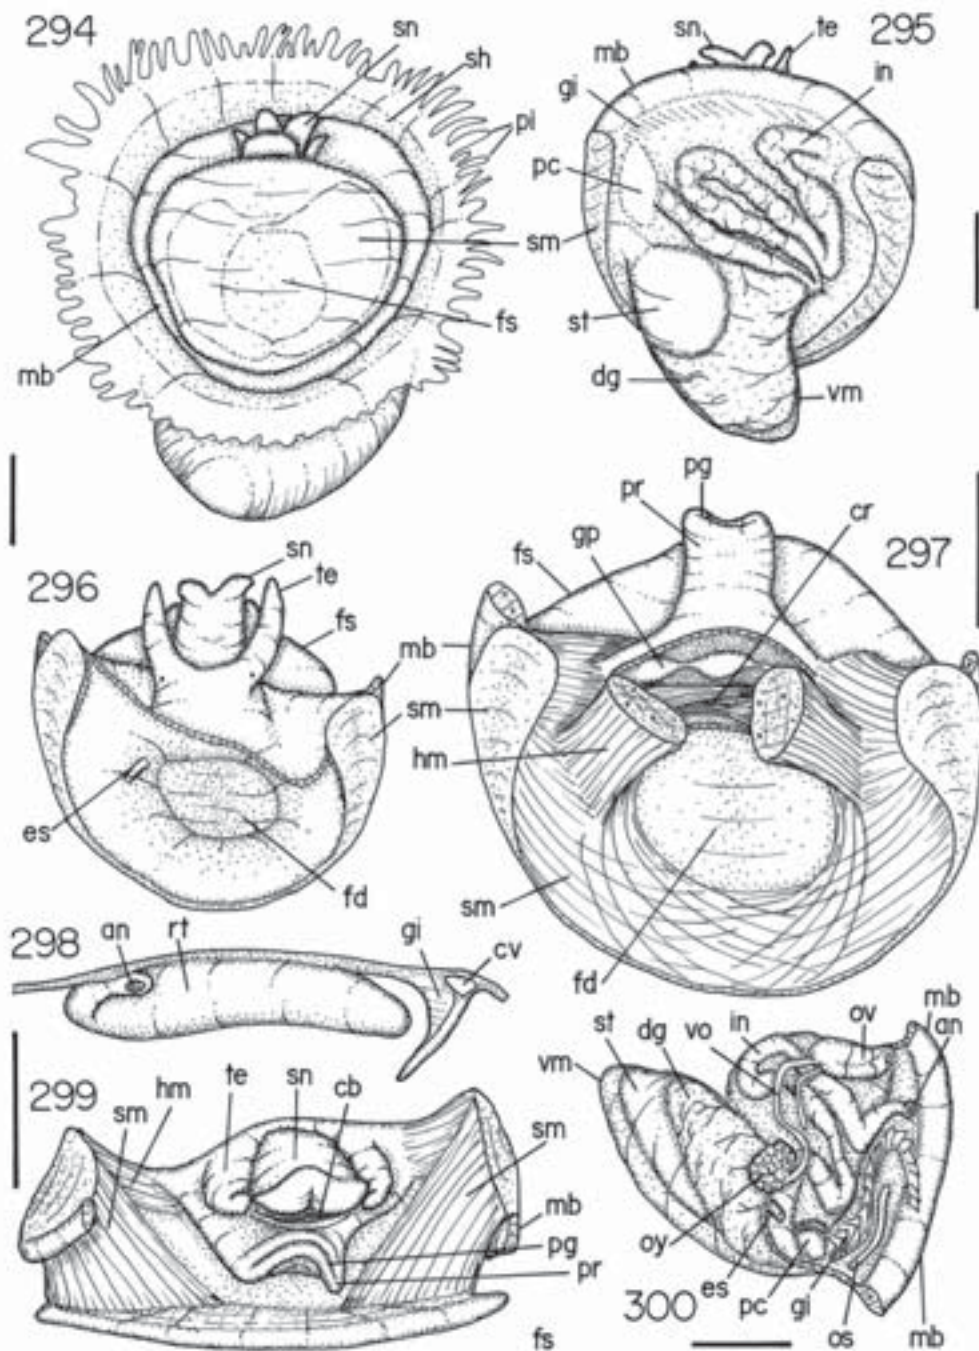 294
sn
sh
pi
sm
fs
mb
295
sn
te
mb
gi
in
pc
sm
st
dg
vm
296
sn
te
fs
mb
sm
es
fd
297
pg
pr
cr
gp
fs
mb
sm
hm
sm
fd
298
an
rt
gi
cv
299
sm
hm
te
sn
cb
sm
mb
pg
pr
fs
300
st
dg
vo
in
ov
mb
an
vm
oy
es
pc
gi
os
mb